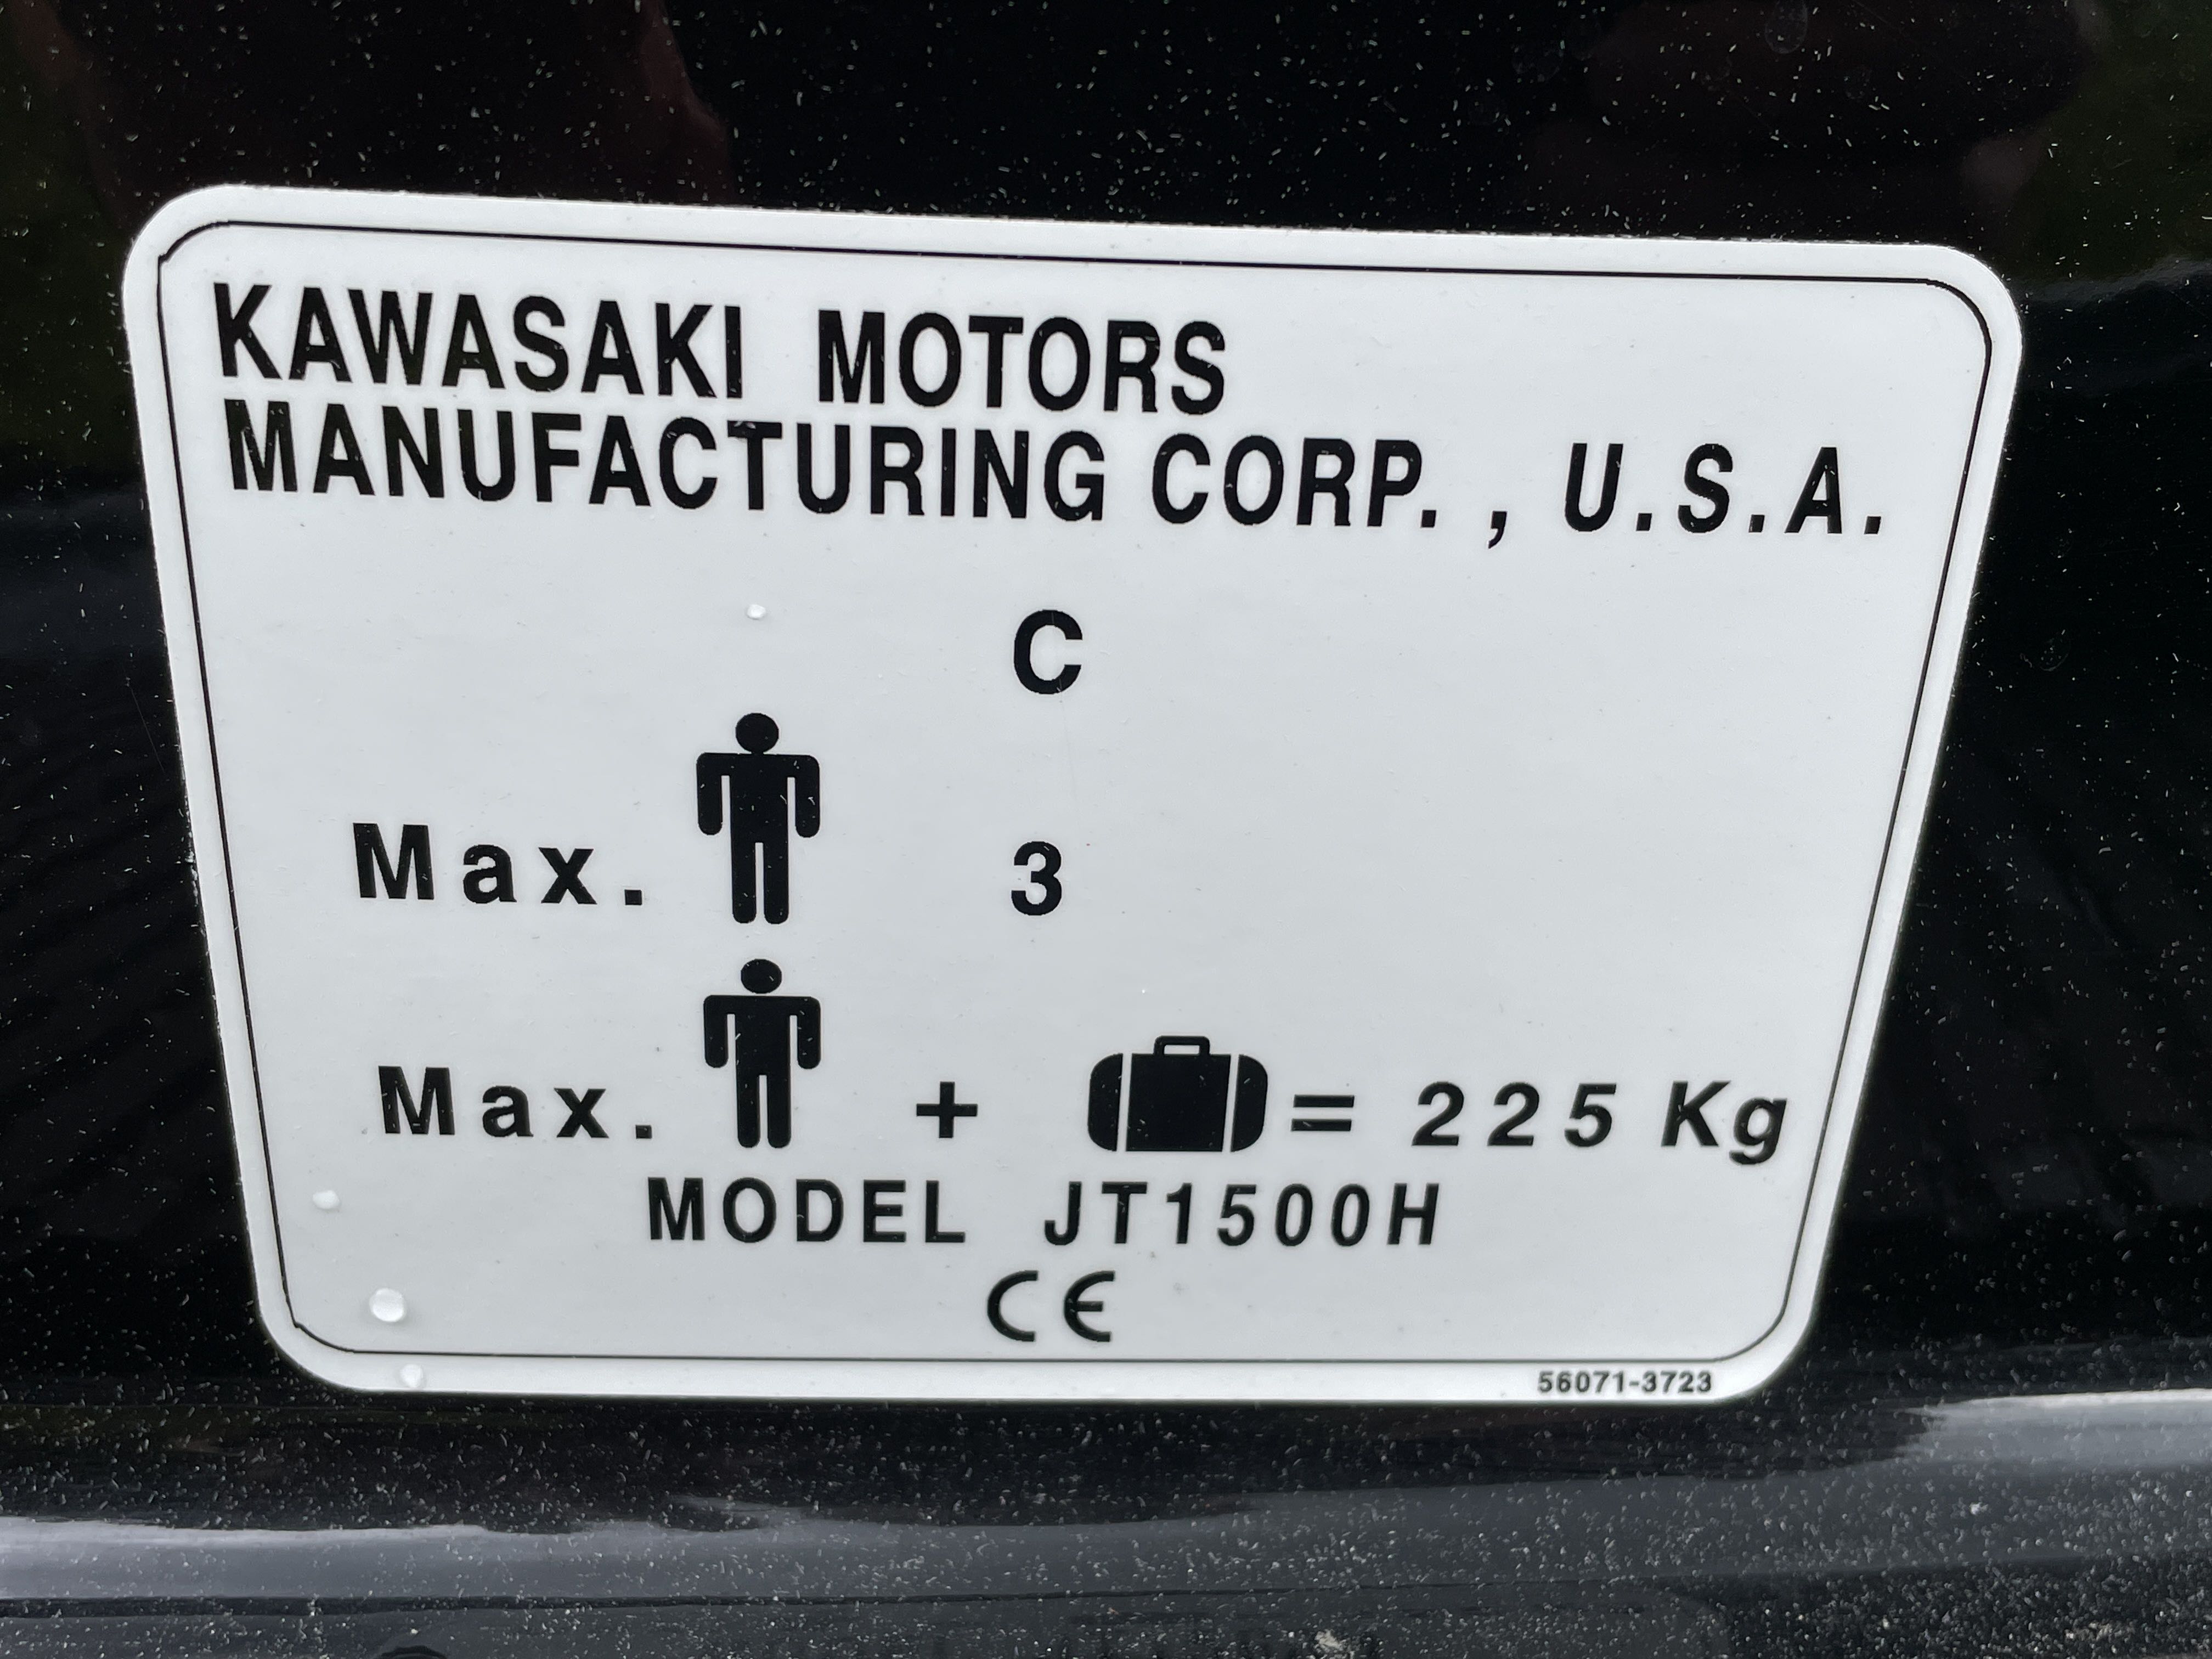 KAWASAKI MOTORS
MANUFACTURING CORP. , U.S.A.
C
Max. 3
Max. + = 225 Kg
MODEL JT1500H
CE
56071-3723